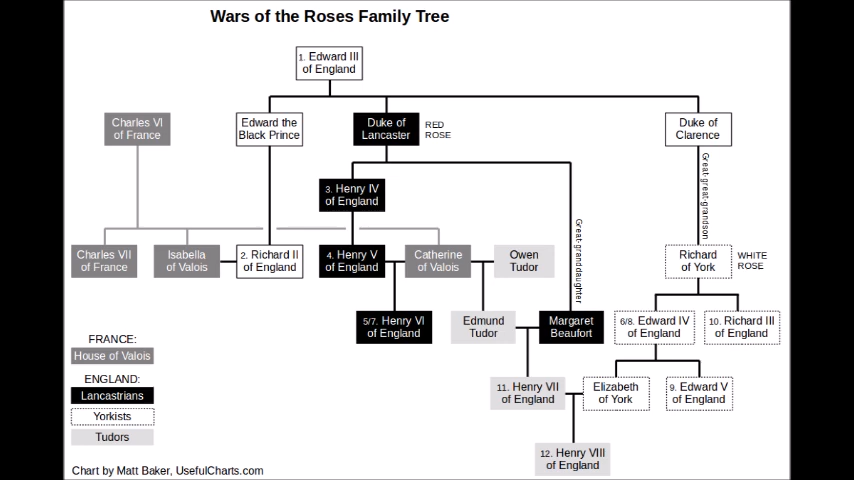 Wars of the Roses Family Tree
1. Edward III
of England
Charles VI
of France
Edward the
Black Prince
Duke of
Lancaster
RED
ROSE
Duke of
Clarence
3. Henry IV
of England
Great-great-grandson
Charles VII
of France
Isabella
of Valois
2. Richard II
of England
4. Henry V
of England
Catherine
of Valois
Owen
Tudor
Great-granddaughter
Richard
of York
WHITE
ROSE
5/7. Henry VI
of England
Edmund
Tudor
Margaret
Beaufort
6/8. Edward IV
of England
10. Richard III
of England
FRANCE:
House of Valois
ENGLAND:
Lancastrians
Yorkists
Tudors
11. Henry VII
of England
Elizabeth
of York
9. Edward V
of England
12. Henry VIII
of England
Chart by Matt Baker, UsefulCharts.com